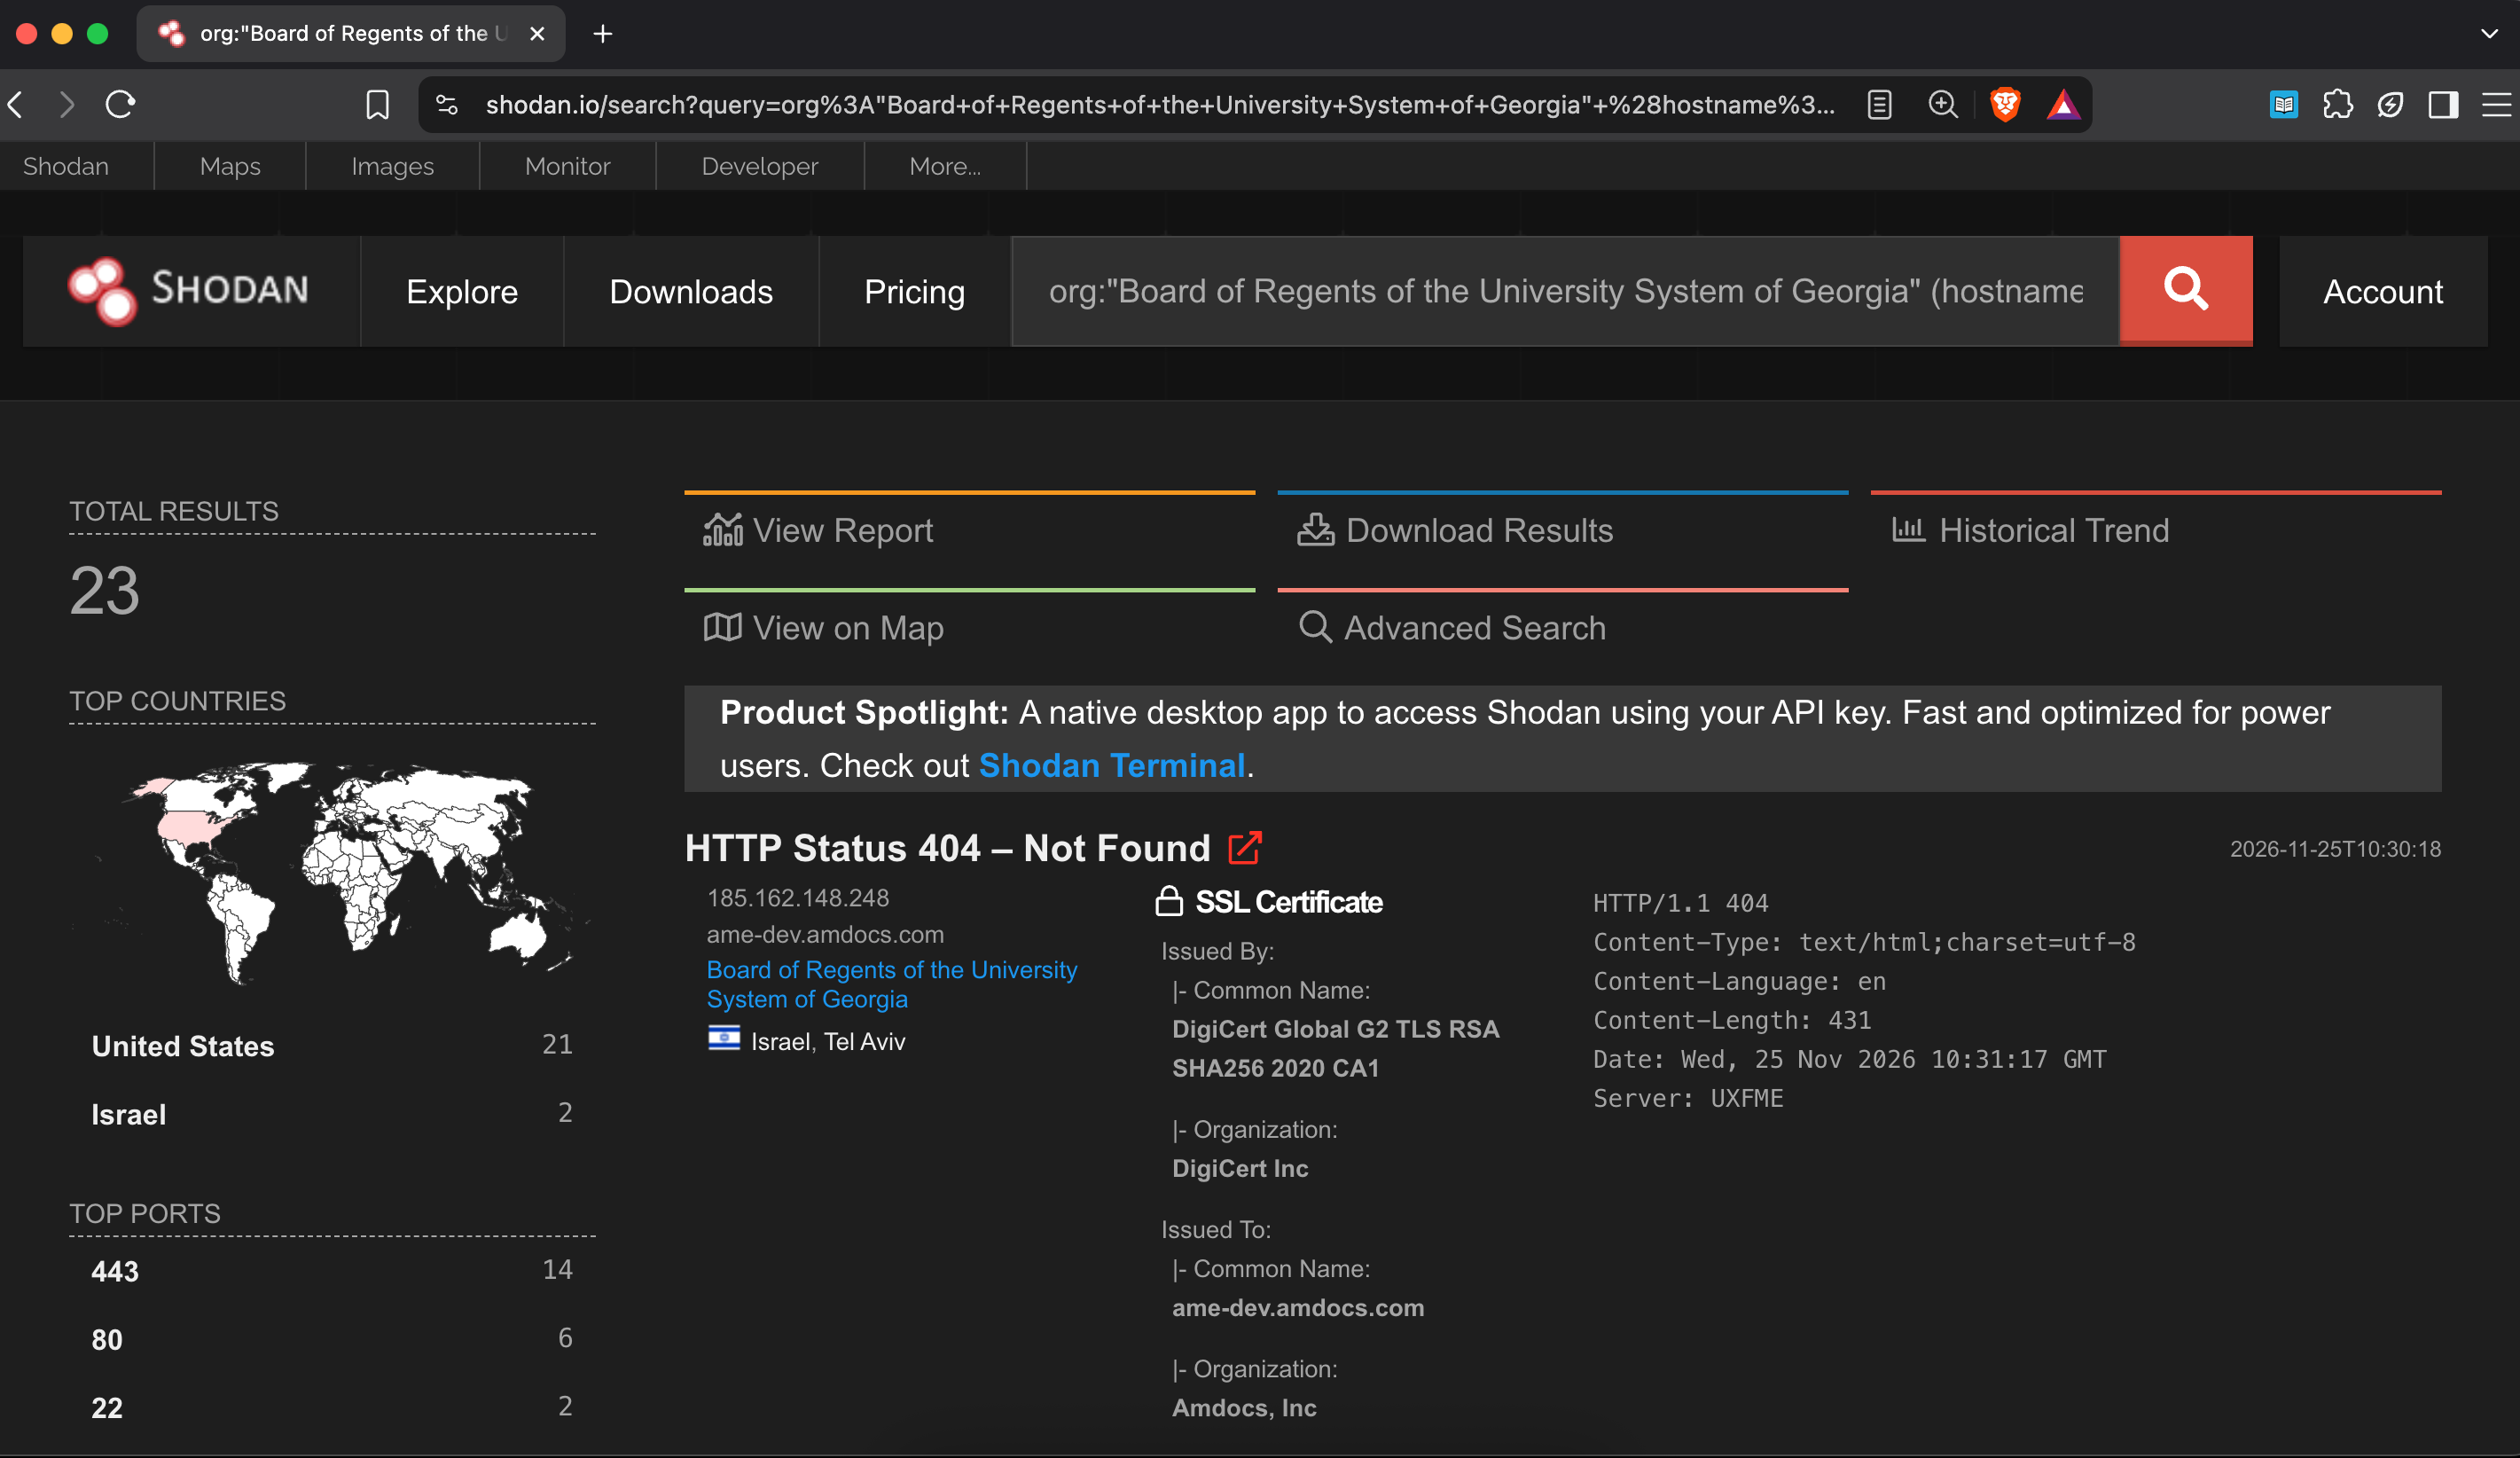 org:"Board of Regents of the U
shodan.io/search?query=org%3A"Board+of+Regents+of+the+University+System+of+Georgia"+%28hostname%3...
Shodan
Maps
Images
Monitor
Developer
More...
SHODAN
Explore
Downloads
Pricing
org:"Board of Regents of the University System of Georgia" (hostname
Account
TOTAL RESULTS
23
TOP COUNTRIES
United States 21
Israel 2
TOP PORTS
443 14
80 6
22 2
View Report
Download Results
Historical Trend
View on Map
Advanced Search
Product Spotlight: A native desktop app to access Shodan using your API key. Fast and optimized for power
users. Check out Shodan Terminal.
HTTP Status 404 – Not Found
2026-11-25T10:30:18
185.162.148.248
ame-dev.amdocs.com
Board of Regents of the University
System of Georgia
Israel, Tel Aviv
SSL Certificate
Issued By:
|- Common Name:
DigiCert Global G2 TLS RSA
SHA256 2020 CA1
|- Organization:
DigiCert Inc
Issued To:
|- Common Name:
ame-dev.amdocs.com
|- Organization:
Amdocs, Inc
HTTP/1.1 404
Content-Type: text/html;charset=utf-8
Content-Language: en
Content-Length: 431
Date: Wed, 25 Nov 2026 10:31:17 GMT
Server: UXFME